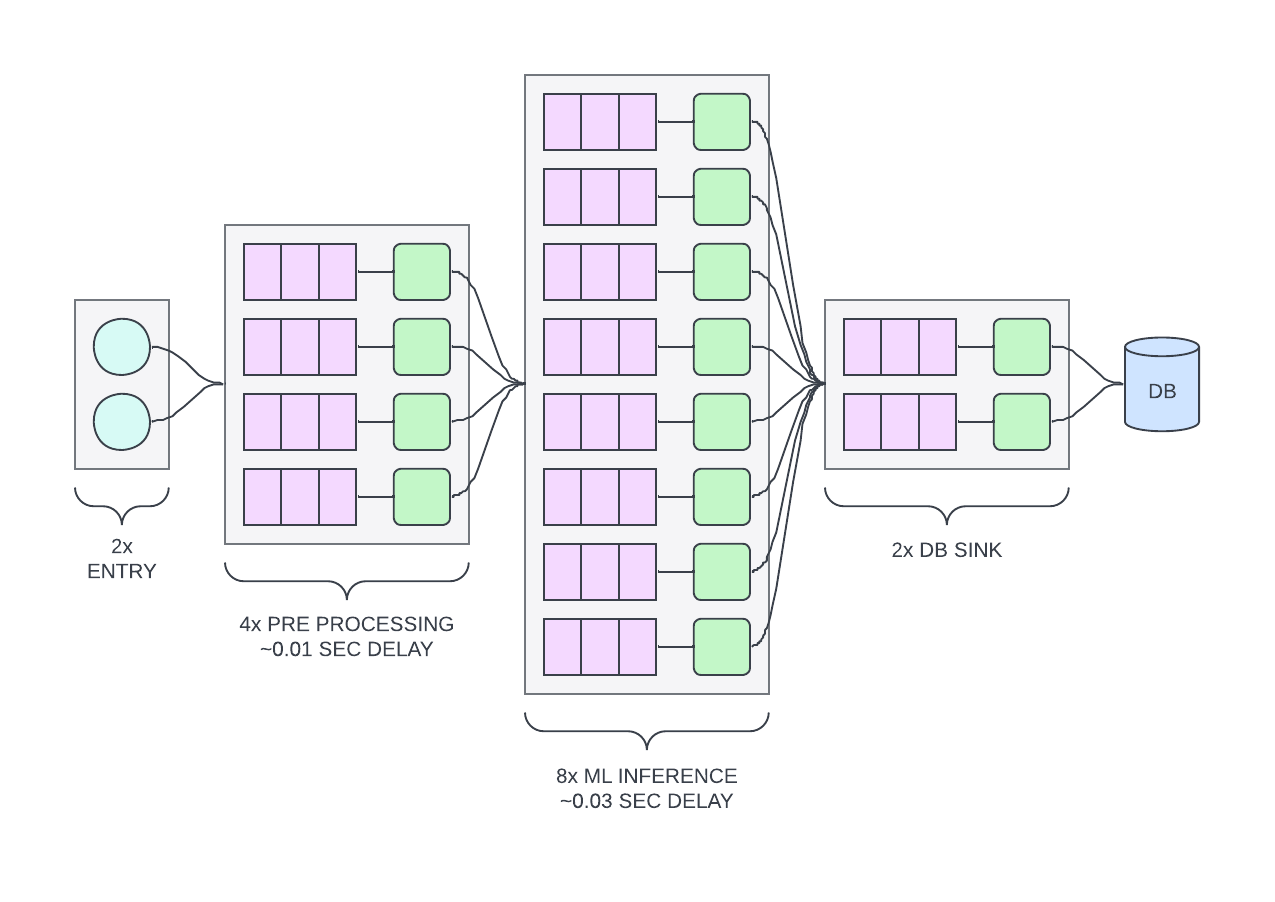 2x
ENTRY
4x PRE PROCESSING
~0.01 SEC DELAY
8x ML INFERENCE
~0.03 SEC DELAY
2x DB SINK
DB